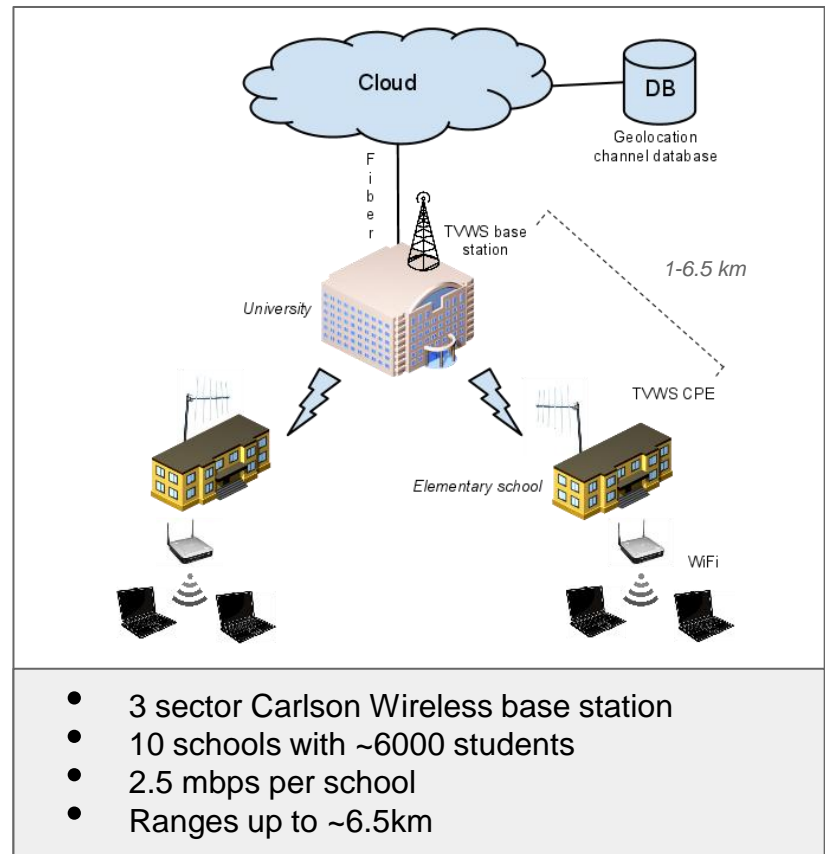 Cloud
DB
Geolocation
channel database
Fiber
TVWS base
station
1-6.5 km
University
TVWS CPE
Elementary school
WiFi
• 3 sector Carlson Wireless base station
• 10 schools with ~6000 students
• 2.5 mbps per school
• Ranges up to ~6.5km